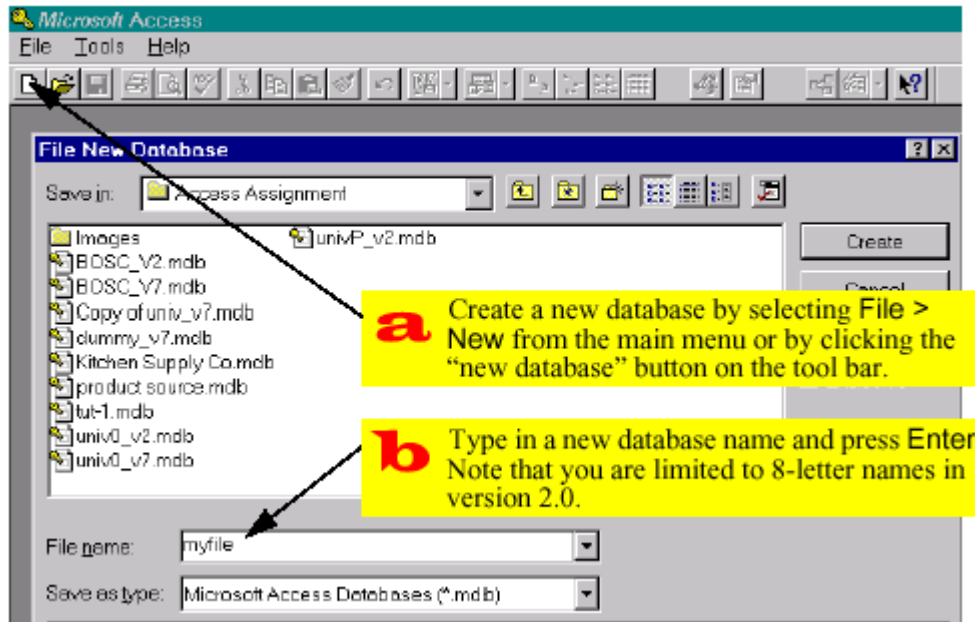 Microsoft Access
File Tools Help
File New Database
Save in: Access Assignment
Images
univP_v2.mdb
BOSC_V2.mdb
BOSC_V7.mdb
Copy of univ_v7.mdb
dummy_v7.mdb
Kitchen Supply Co.mdb
product source.mdb
tut-1.mdb
univ0_v2.mdb
univ0_v7.mdb
Create
Cancel
a Create a new database by selecting File >
New from the main menu or by clicking the
“new database” button on the tool bar.
b Type in a new database name and press Enter
Note that you are limited to 8-letter names in
version 2.0.
File name: myfile
Save as type: Microsoft Access Databases (*.mdb)